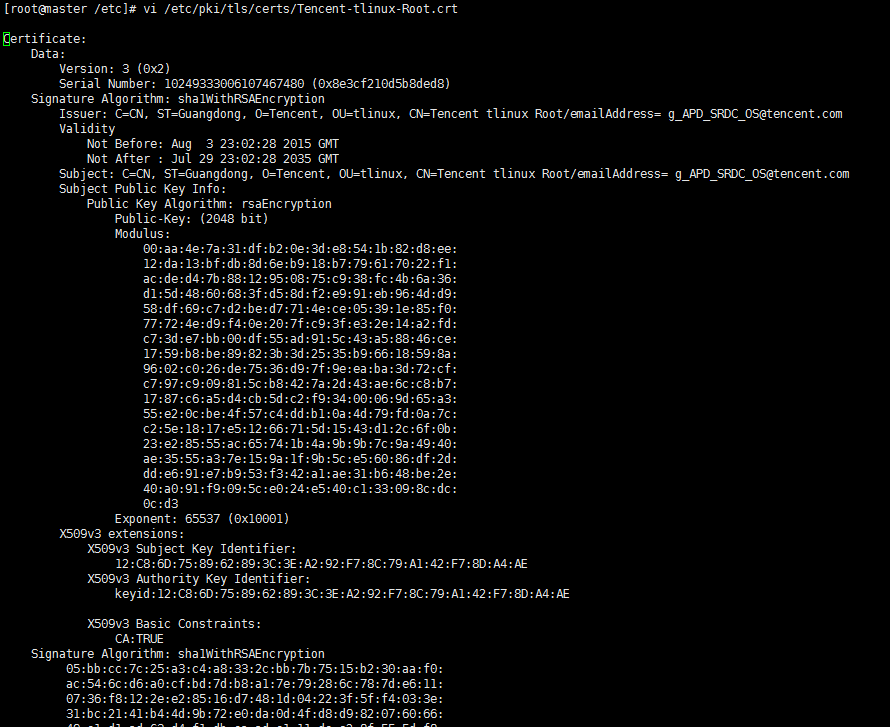 [root@master /etc]# vi /etc/pki/tls/certs/Tencent-tlinux-Root.crt
Certificate:
Data:
Version: 3 (0x2)
Serial Number: 10249333006107467480 (0x8e3cf210d5b8ded8)
Signature Algorithm: sha1WithRSAEncryption
Issuer: C=CN, ST=Guangdong, O=Tencent, OU=tlinux, CN=Tencent tlinux Root/emailAddress= g_APD_SRDC_OS@tencent.com
Validity
Not Before: Aug  3 23:02:28 2015 GMT
Not After : Jul 29 23:02:28 2035 GMT
Subject: C=CN, ST=Guangdong, O=Tencent, OU=tlinux, CN=Tencent tlinux Root/emailAddress= g_APD_SRDC_OS@tencent.com
Subject Public Key Info:
Public Key Algorithm: rsaEncryption
Public-Key: (2048 bit)
Modulus:
00:aa:4e:7a:31:df:b2:0e:3d:e8:54:1b:82:d8:ee:
12:da:13:bf:db:8d:6e:b9:18:b7:79:61:70:22:f1:
ac:de:d4:7b:88:12:95:08:75:c9:38:fc:4b:6a:36:
d1:5d:48:60:68:3f:d5:8d:f2:e9:91:eb:96:4d:d9:
58:df:69:c7:d2:be:d7:71:4e:ce:05:39:1e:85:f0:
77:72:4e:d9:f4:0e:20:7f:c9:3f:e3:2e:14:a2:fd:
c7:3d:e7:bb:00:df:55:ad:91:5c:43:a5:88:46:ce:
17:59:b8:be:89:82:3b:3d:25:35:b9:66:18:59:8a:
96:02:c0:26:de:75:36:d9:7f:9e:ea:ba:3d:72:cf:
c7:97:c9:09:81:5c:b8:42:7a:2d:43:ae:6c:c8:b7:
17:87:c6:a5:d4:cb:5d:c2:f9:34:00:06:9d:65:a3:
55:e2:0c:be:4f:57:c4:dd:b1:0a:4d:79:fd:0a:7c:
c2:5e:18:17:e5:12:66:71:5d:15:43:d1:2c:6f:0b:
23:e2:85:55:ac:65:74:1b:4a:9b:9b:7c:9a:49:40:
ae:35:55:a3:7e:15:9a:1f:9b:5c:e5:60:86:df:2d:
dd:e6:91:e7:b9:53:f3:42:a1:ae:31:b6:48:be:2e:
40:a0:91:f9:09:5c:e0:24:e5:40:c1:33:09:8c:dc:
0c:d3
Exponent: 65537 (0x10001)
X509v3 extensions:
X509v3 Subject Key Identifier:
12:C8:6D:75:89:62:89:3C:3E:A2:92:F7:8C:79:A1:42:F7:8D:A4:AE
X509v3 Authority Key Identifier:
keyid:12:C8:6D:75:89:62:89:3C:3E:A2:92:F7:8C:79:A1:42:F7:8D:A4:AE
X509v3 Basic Constraints:
CA:TRUE
Signature Algorithm: sha1WithRSAEncryption
05:bb:cc:7c:25:a3:c4:a8:33:2c:bb:7b:75:15:b2:30:aa:f0:
ac:54:6c:d6:a0:cf:bd:7d:b8:a1:7e:79:28:6c:78:7d:e6:11:
07:36:f8:12:2e:e2:85:16:d7:48:1d:04:22:3f:5f:f4:03:3e:
31:bc:21:41:b4:4d:9b:72:e0:da:0d:4f:d8:d9:82:07:60:66: